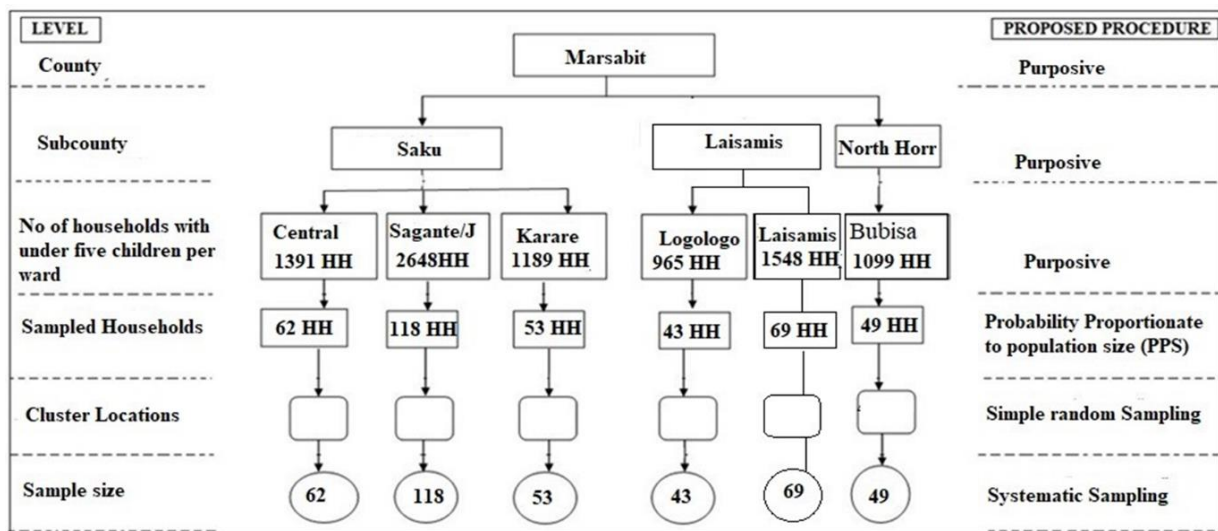 LEVEL
PROPOSED PROCEDURE
County
Marsabit
Purposive
Subcounty
Saku
Laisamis
North Horr
Purposive
No of households with
under five children per
ward
Central
1391 HH
Sagante/J
2648HH
Karare
1189 HH
Logologo
965 HH
Laisamis
1548 HH
Bubisa
1099 HH
Purposive
Sampled Households
62 HH
118 HH
53 HH
43 HH
69 HH
49 HH
Probability Proportionate
to population size (PPS)
Cluster Locations
Simple random Sampling
Sample size
62
118
53
43
69
49
Systematic Sampling